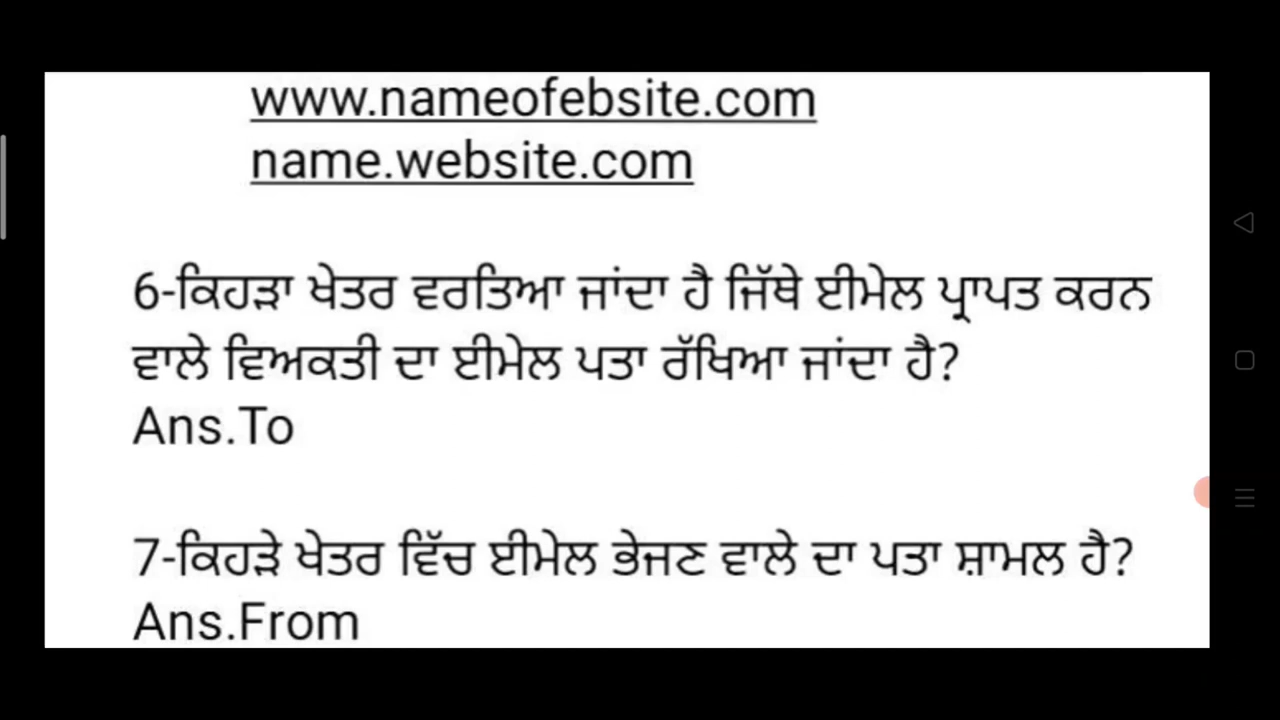 www.nameofebsite.com
name.website.com
6-ਕਿਹੜਾ ਖੇਤਰ ਵਰਤਿਆ ਜਾਂਦਾ ਹੈ ਜਿੱਥੇ ਈਮੇਲ ਪ੍ਰਾਪਤ ਕਰਨ
ਵਾਲੇ ਵਿਅਕਤੀ ਦਾ ਈਮੇਲ ਪਤਾ ਰੱਖਿਆ ਜਾਂਦਾ ਹੈ?
Ans.To
7-ਕਿਹੜੇ ਖੇਤਰ ਵਿੱਚ ਈਮੇਲ ਭੇਜਣ ਵਾਲੇ ਦਾ ਪਤਾ ਸ਼ਾਮਲ ਹੈ?
Ans.From